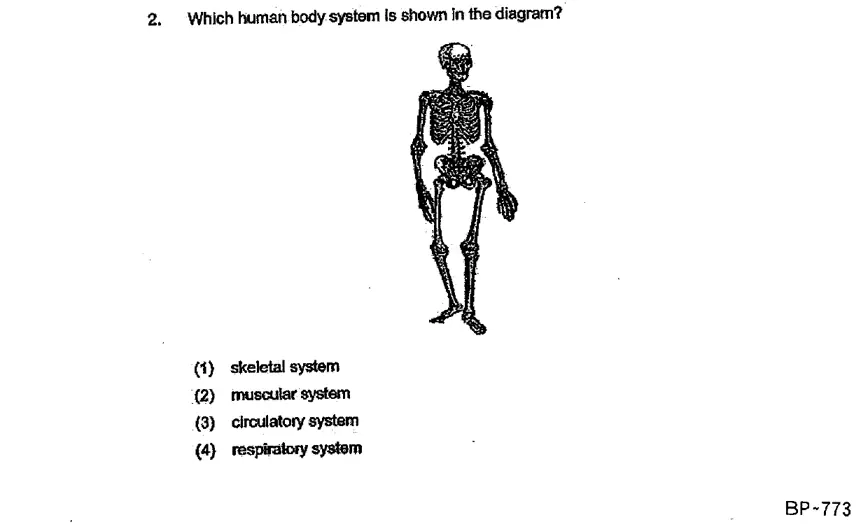 2. Which human body system is shown in the diagram?
(1) skeletal system
(2) muscular system
(3) circulatory system
(4) respiratory system
BP-773